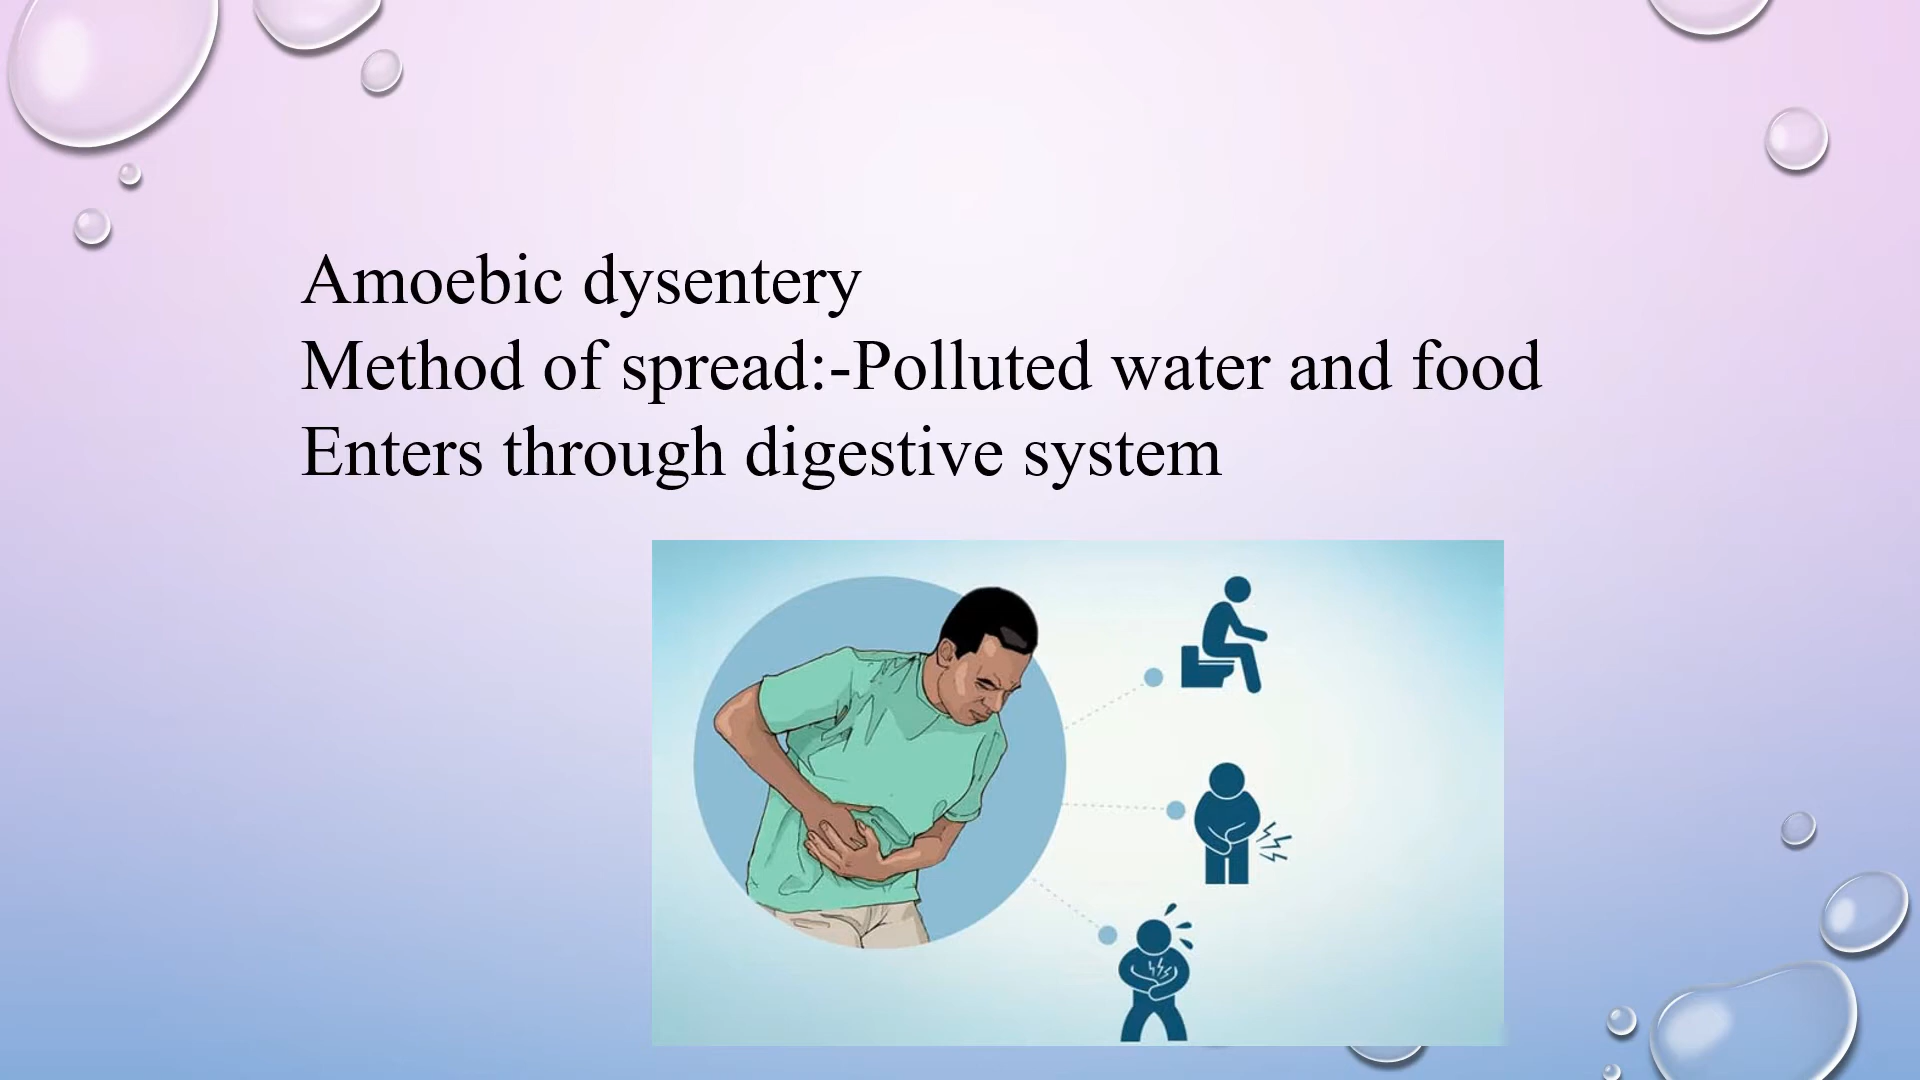 Amoebic dysentery
Method of spread:-Polluted water and food
Enters through digestive system